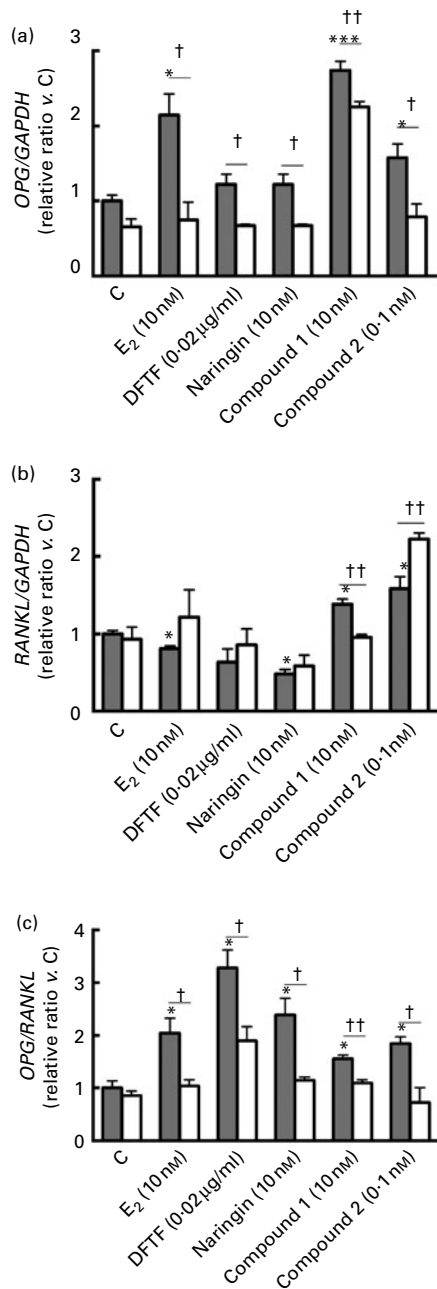 (a)
OPG/GAPDH
(relative ratio v. C)
3
2
1
0
* †
†
†
*** ††
* †
C
E₂ (10 nM)
DFTF (0·02 µg/ml)
Naringin (10 nM)
Compound 1 (10 nM)
Compound 2 (0·1 nM)
(b)
RANKL/GAPDH
(relative ratio v. C)
3
2
1
0
*
*
* ††
* ††
C
E₂ (10 nM)
DFTF (0·02 µg/ml)
Naringin (10 nM)
Compound 1 (10 nM)
Compound 2 (0·1 nM)
(c)
OPG/RANKL
(relative ratio v. C)
4
3
2
1
0
* †
* †
* †
* ††
* †
C
E₂ (10 nM)
DFTF (0·02 µg/ml)
Naringin (10 nM)
Compound 1 (10 nM)
Compound 2 (0·1 nM)